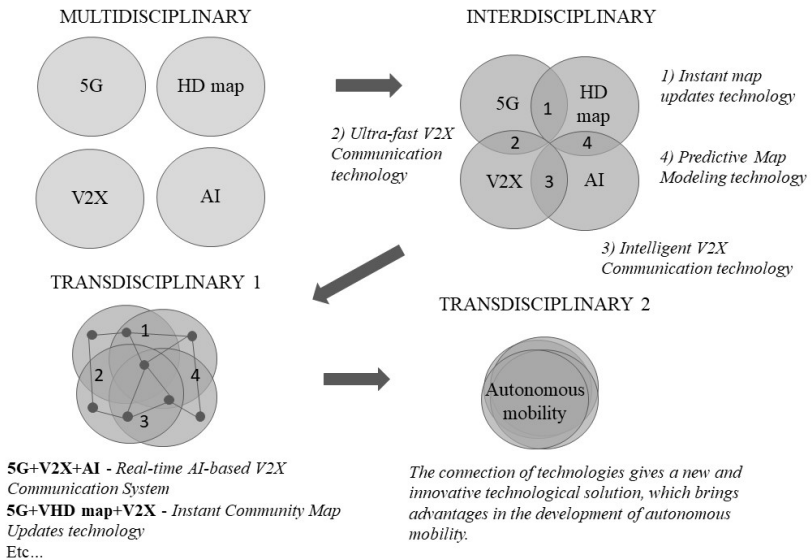 MULTIDISCIPLINARY
5G
HD map
V2X
AI
INTERDISCIPLINARY
5G
HD
map
V2X
AI
1
2
4
3
1) Instant map
updates technology
2) Ultra-fast V2X
Communication
technology
4) Predictive Map
Modeling technology
3) Intelligent V2X
Communication technology
TRANSDISCIPLINARY 1
1
2
4
3
5G+V2X+AI - Real-time AI-based V2X
Communication System
5G+VHD map+V2X - Instant Community Map
Updates technology
Etc...
TRANSDISCIPLINARY 2
Autonomous
mobility
The connection of technologies gives a new and
innovative technological solution, which brings
advantages in the development of autonomous
mobility.